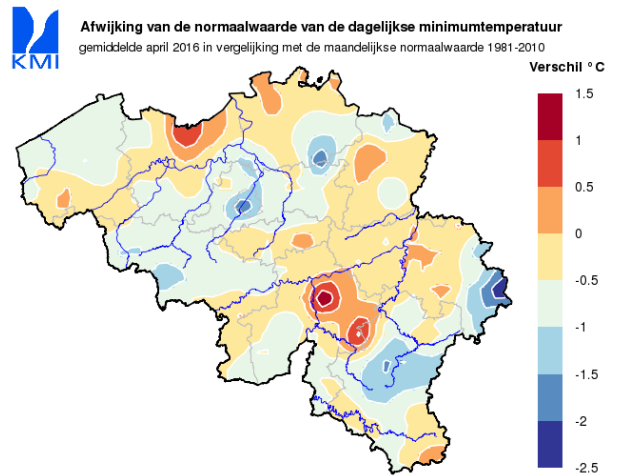 Afwijking van de normaalwaarde van de dagelijkse minimumtemperatuur
gemiddelde april 2016 in vergelijking met de maandelijkse normaalwaarde 1981-2010
KMI
Verschil °C
1.5
1
0.5
0
-0.5
-1
-1.5
-2
-2.5